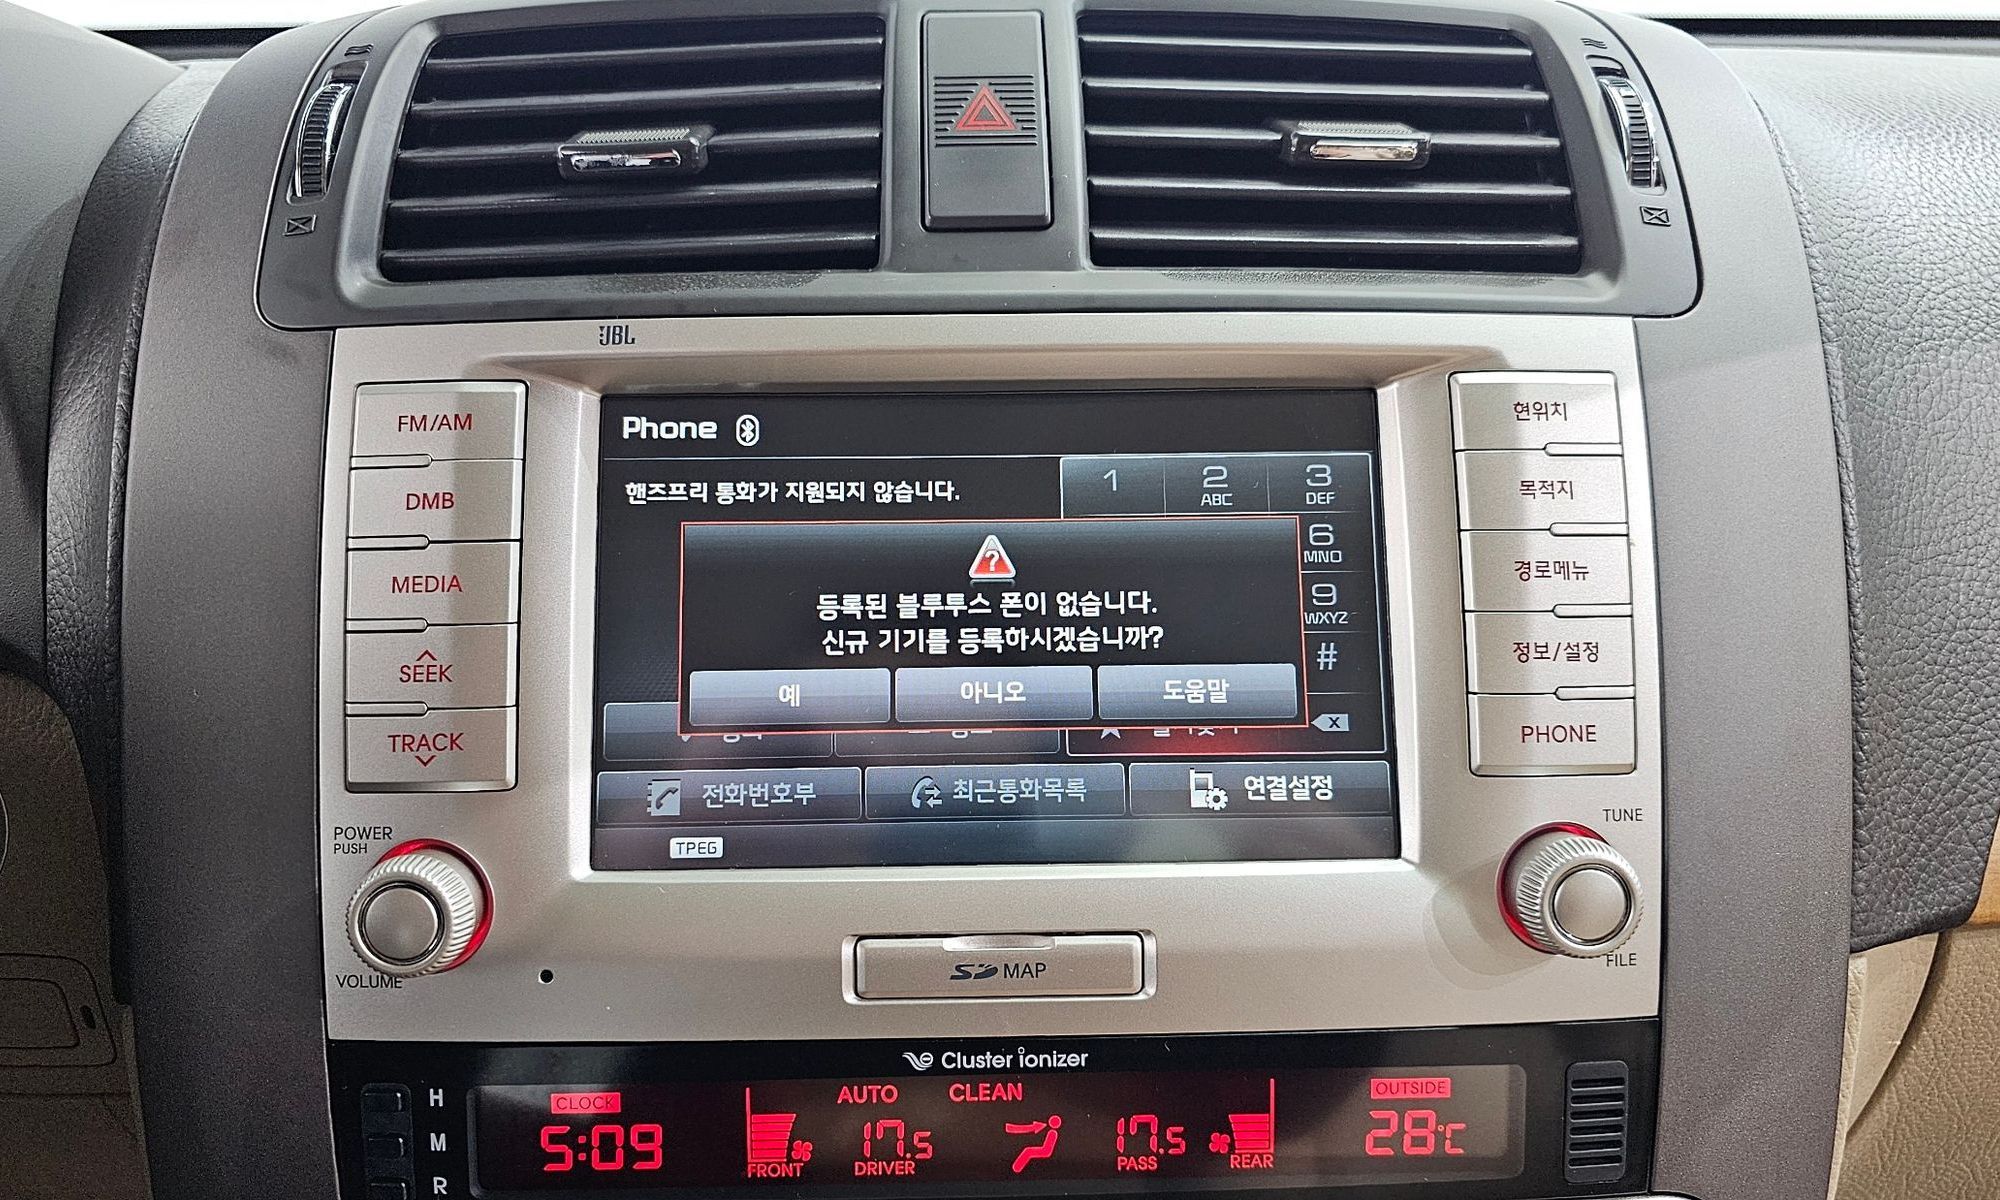 JBL
FM/AM
DMB
MEDIA
SEEK
TRACK
POWER
PUSH
VOLUME
Phone
핸즈프리 통화가 지원되지 않습니다.
1
2 ABC
3 DEF
6 MNO
9 WXYZ
#
등록된 블루투스 폰이 없습니다.
신규 기기를 등록하시겠습니까?
예 아니오 도움말
X
전화번호부 최근통화목록 연결설정
TPEG
현위치
목적지
경로메뉴
정보/설정
PHONE
TUNE
FILE
SD MAP
Cluster ionizer
H
M
R
CLOCK
5:09
AUTO CLEAN
FRONT
17.5
DRIVER
17.5
PASS
REAR
OUTSIDE
28°C